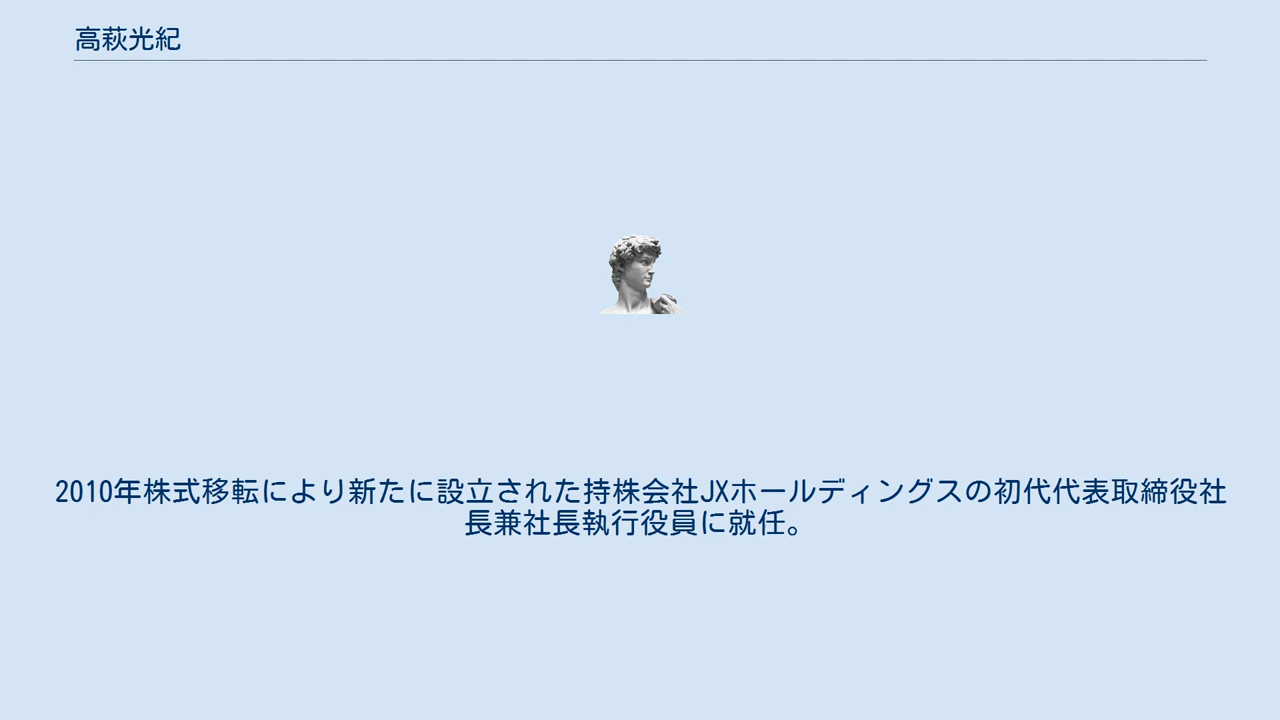 高萩光紀
2010年株式移転により新たに設立された持株会社JXホールディングスの初代代表取締役社
長兼社長執行役員に就任。